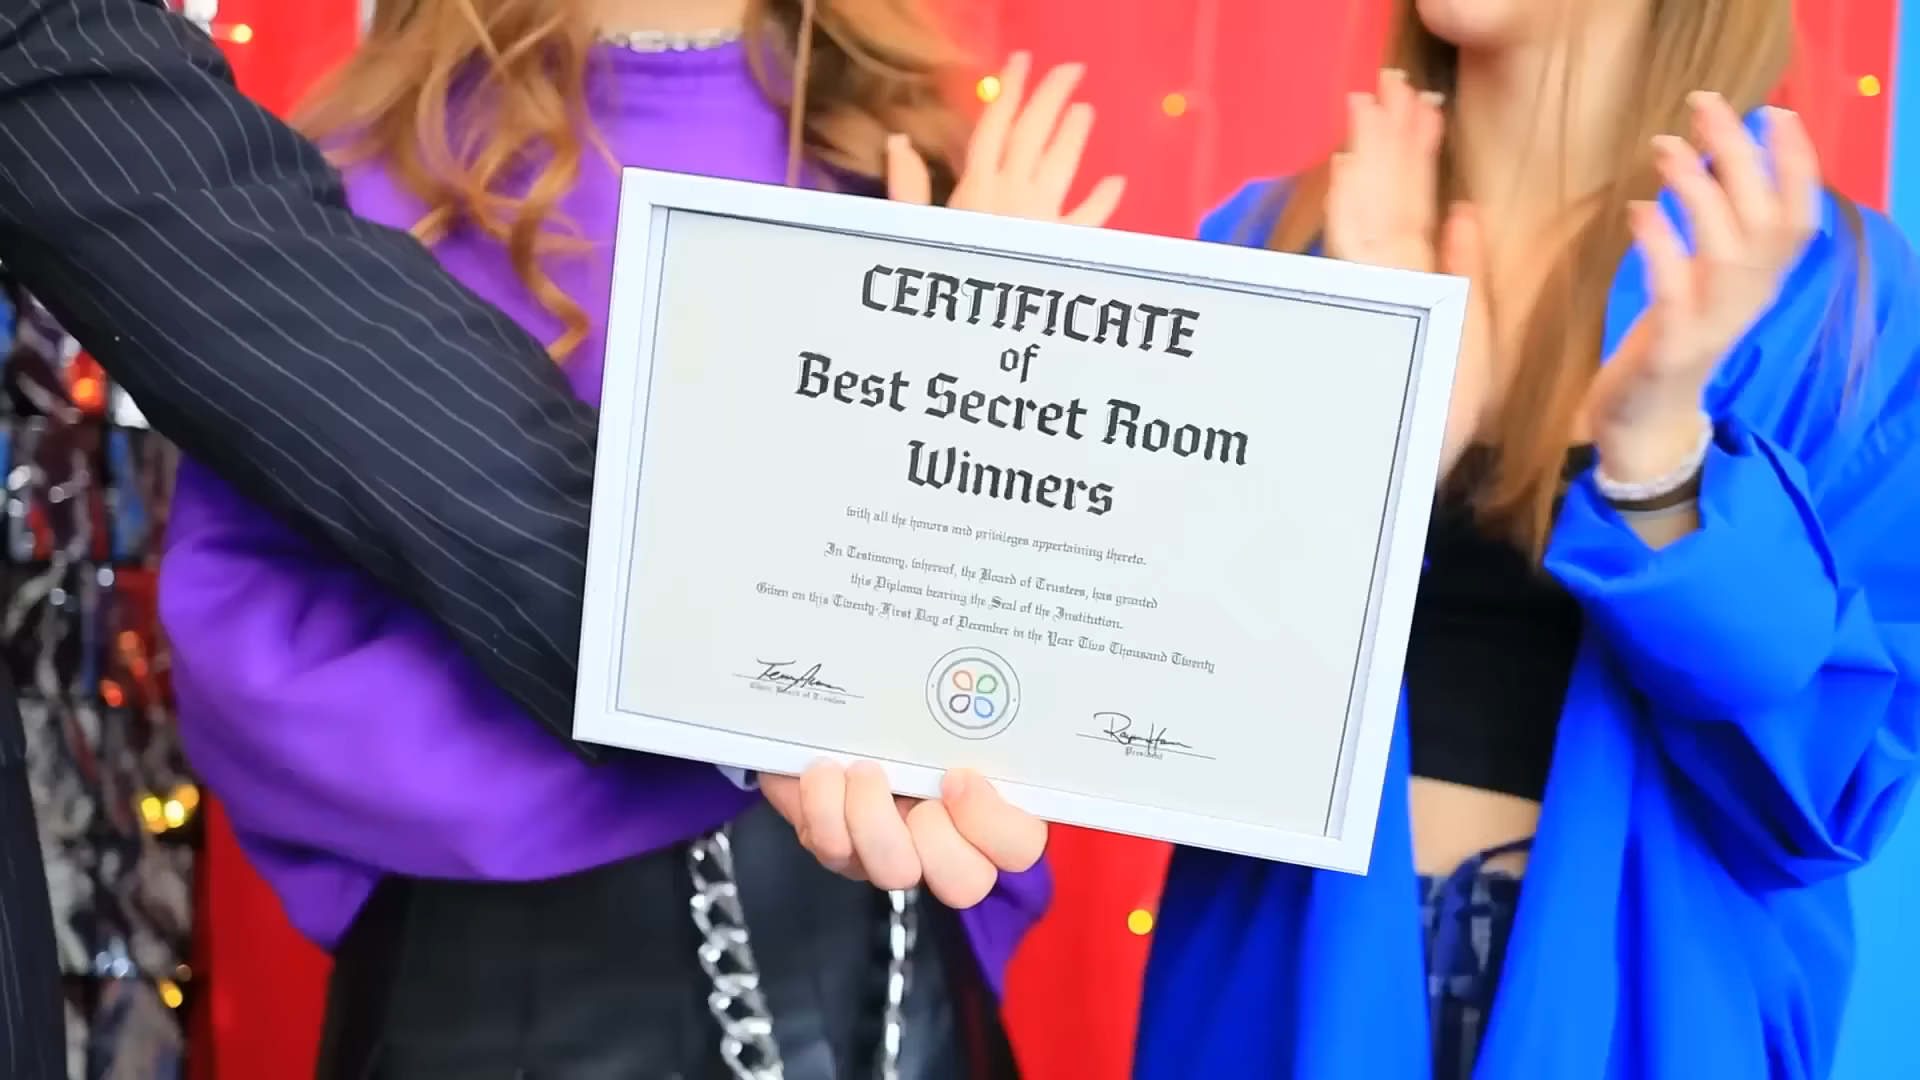 CERTIFICATE
of
Best Secret Room
Winners
with all the honors and privileges appertaining thereto.
In Testimony, whereof, the Board of Trustees, has granted
this Diploma bearing the Seal of the Institution.
Given on this Twenty-First Day of December in the Year Two Thousand Twenty
President